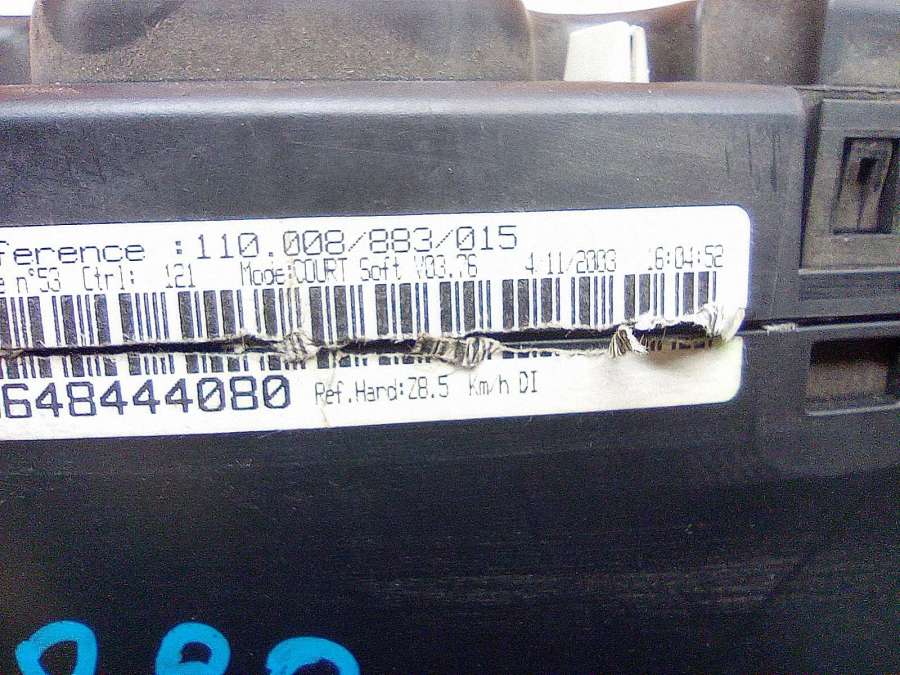 ference :110.008/883/015
e n°53 Ctrl: 121 Mode:COURT Soft V03.76 4/11/2003 16:04:52
648444080 Ref.Hard:Z8.5 Km/h DI